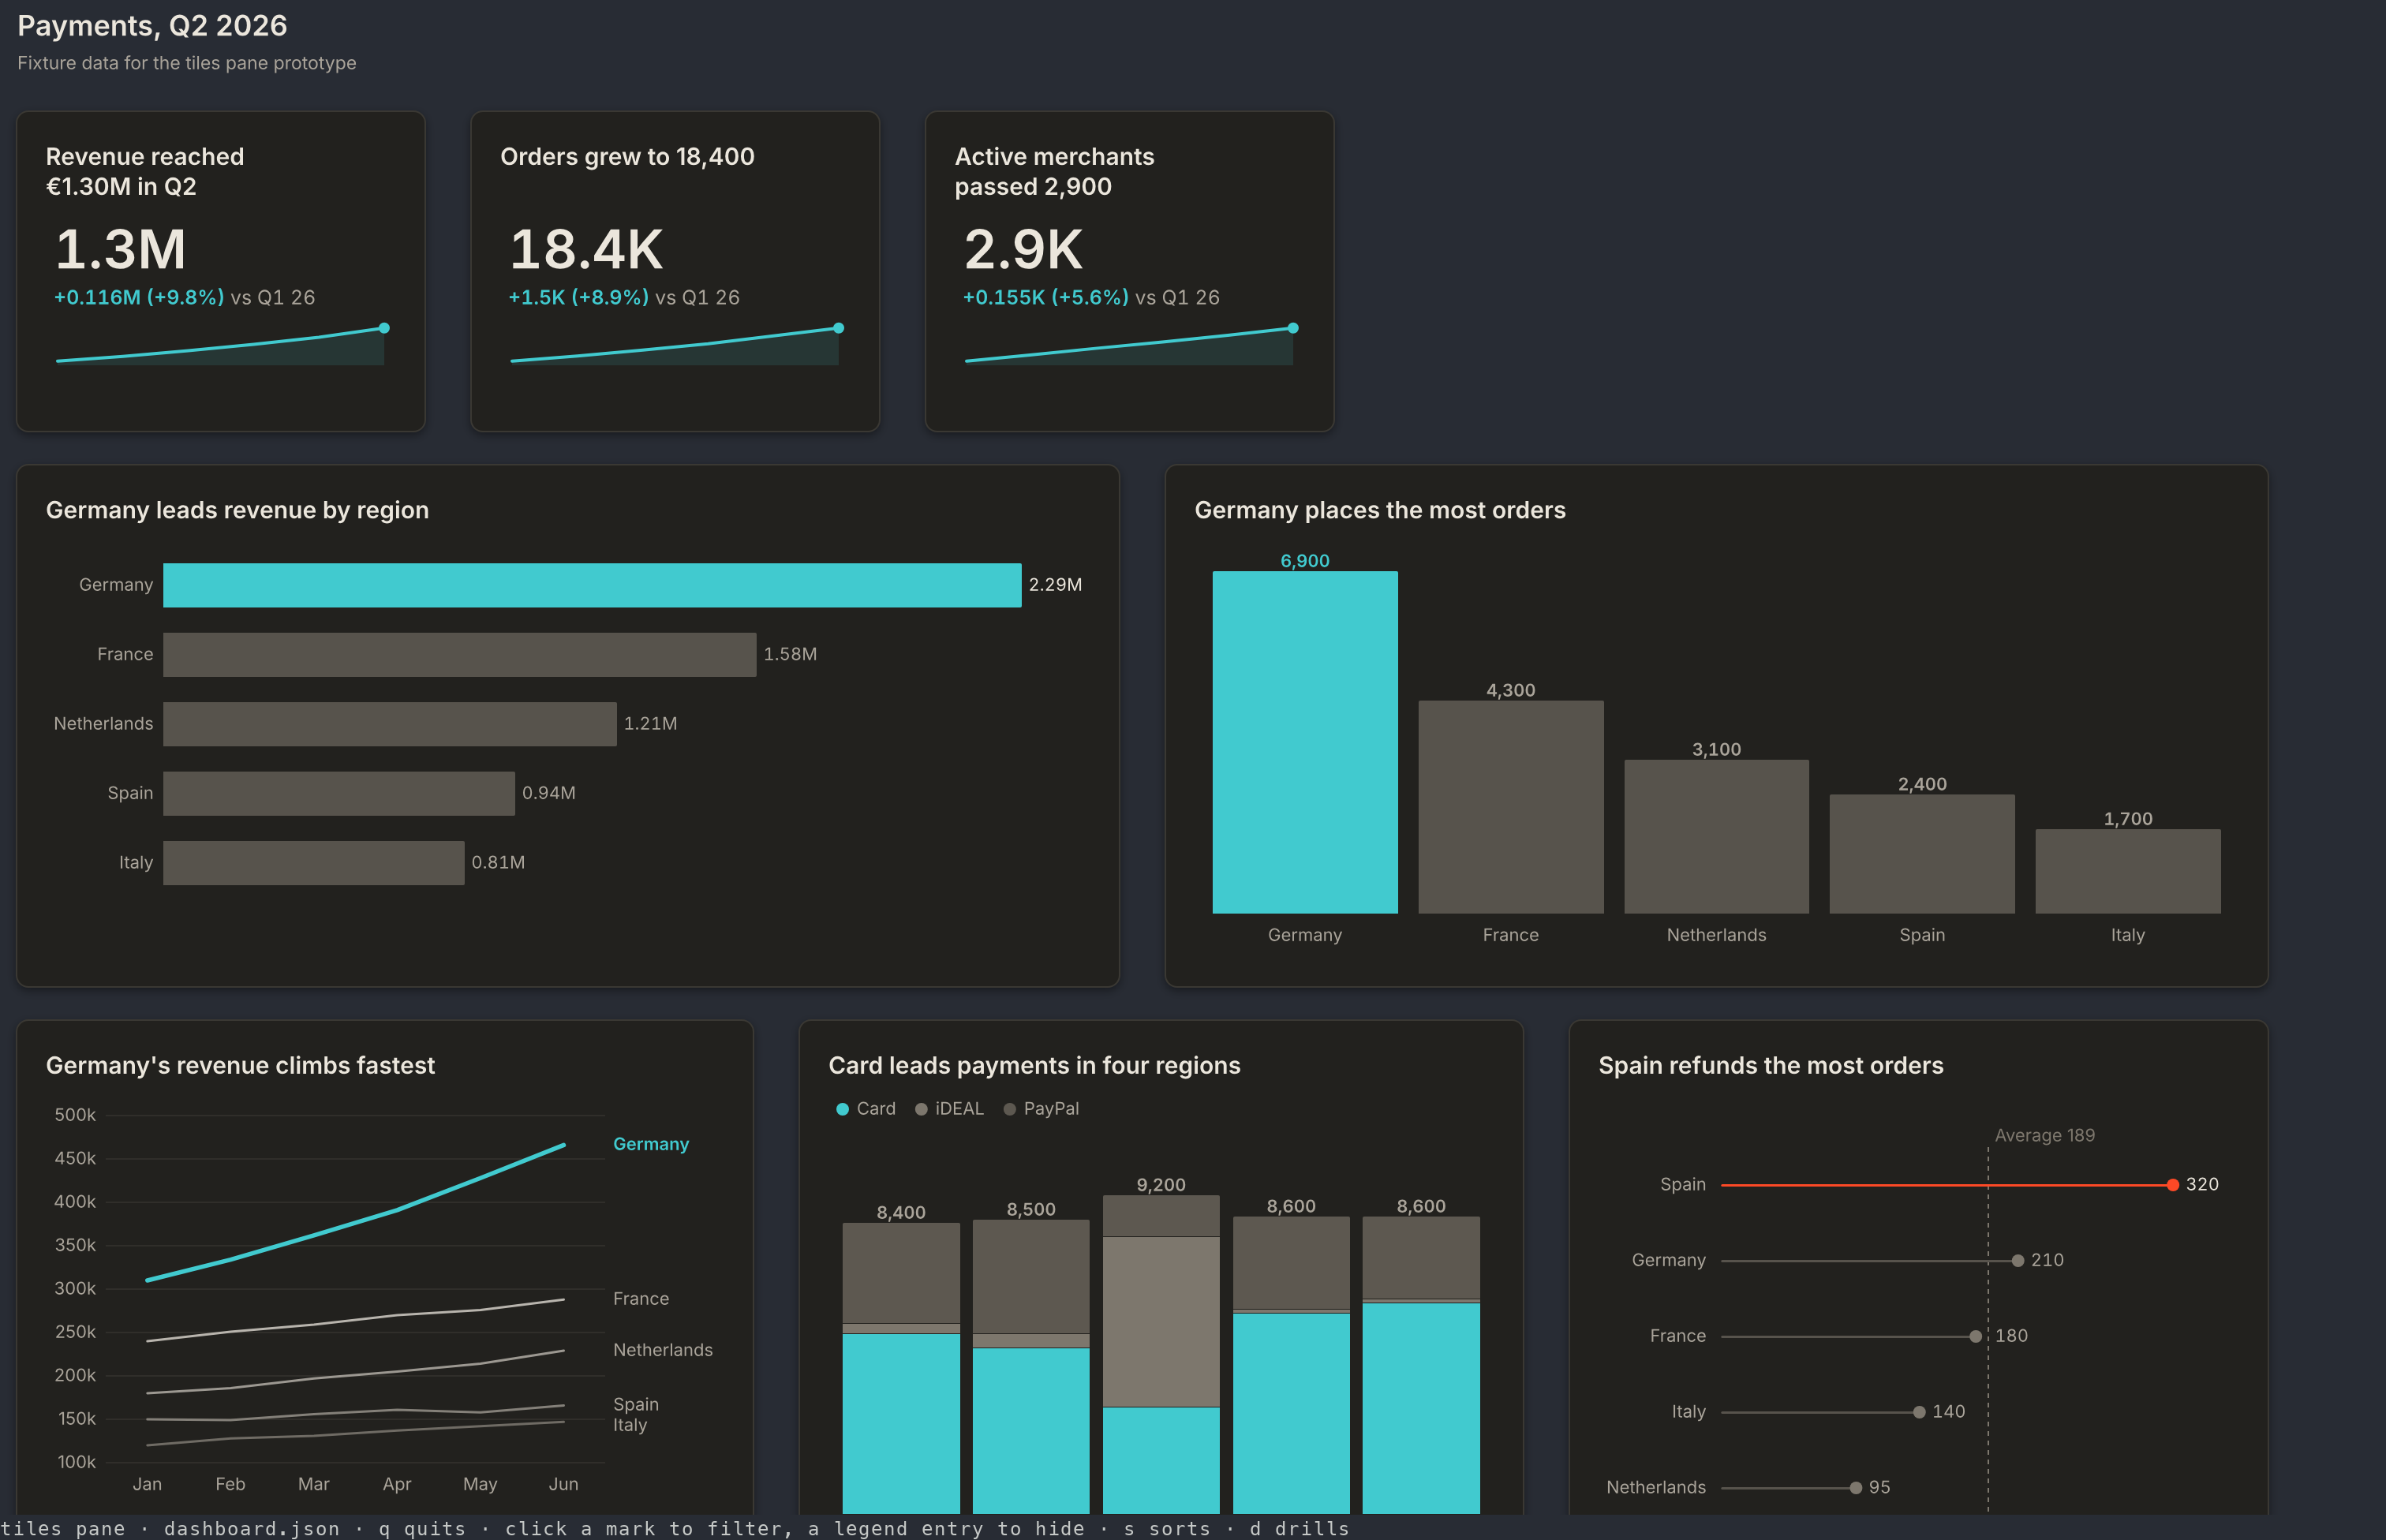 Payments, Q2 2026
Fixture data for the tiles pane prototype
Revenue reached
€1.30M in Q2
1.3M
+0.116M (+9.8%) vs Q1 26
Orders grew to 18,400
18.4K
+1.5K (+8.9%) vs Q1 26
Active merchants
passed 2,900
2.9K
+0.155K (+5.6%) vs Q1 26
Germany leads revenue by region
Germany 2.29M
France 1.58M
Netherlands 1.21M
Spain 0.94M
Italy 0.81M
Germany places the most orders
6,900
4,300
3,100
2,400
1,700
Germany France Netherlands Spain Italy
Germany's revenue climbs fastest
500k
450k
400k
350k
300k
250k
200k
150k
100k
Germany
France
Netherlands
Spain
Italy
Jan Feb Mar Apr May Jun
Card leads payments in four regions
Card iDEAL PayPal
8,400 8,500 9,200 8,600 8,600
Spain refunds the most orders
Average 189
Spain 320
Germany 210
France 180
Italy 140
Netherlands 95
tiles pane · dashboard.json · q quits · click a mark to filter, a legend entry to hide · s sorts · d drills